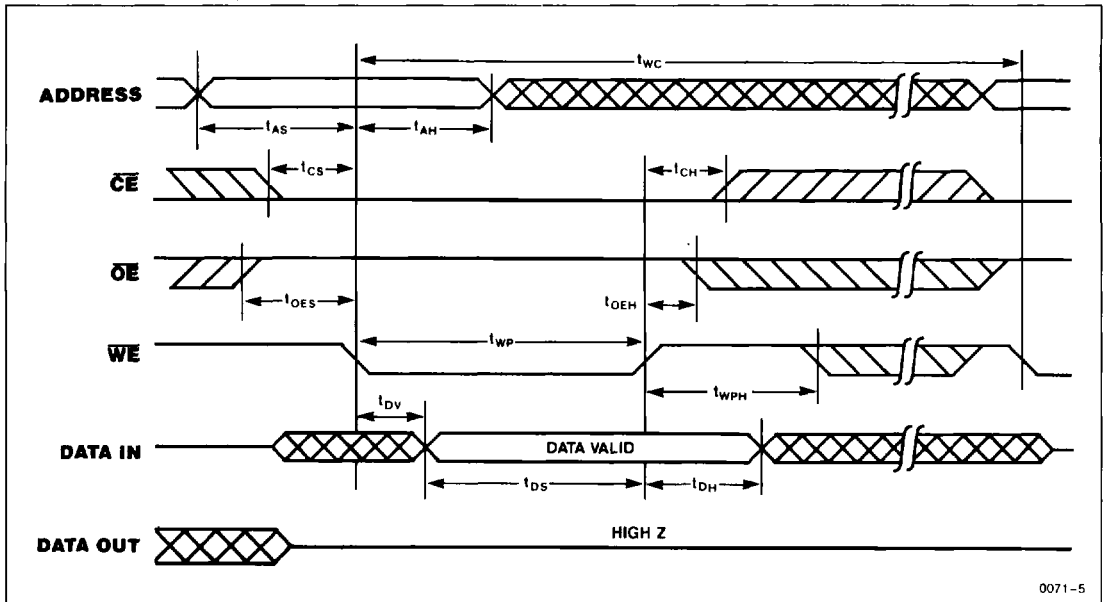 tWC
ADDRESS
tAS
tAH
CE
tCS
tCH
OE
tOES
tOEH
WE
tWP
tWPH
tDV
DATA IN
DATA VALID
tDS
tDH
DATA OUT
HIGH Z
0071-5